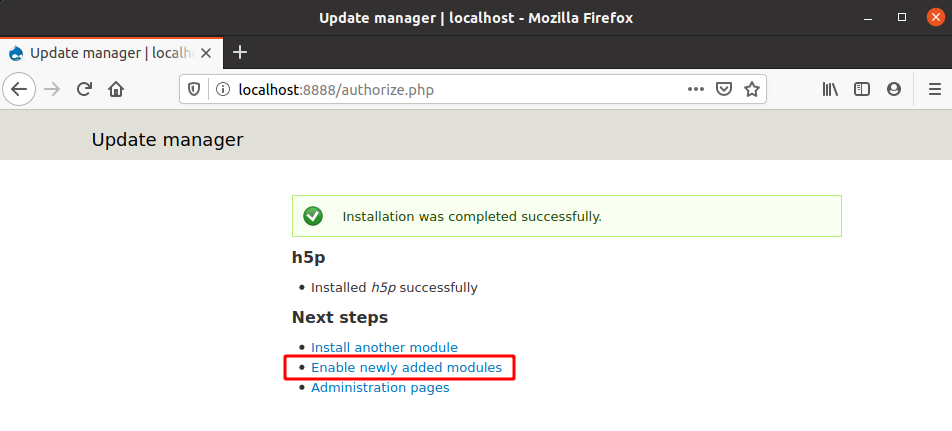 Update manager | localhost - Mozilla Firefox
Update manager | localh
localhost:8888/authorize.php
Update manager
Installation was completed successfully.
h5p
Installed h5p successfully
Next steps
Install another module
Enable newly added modules
Administration pages